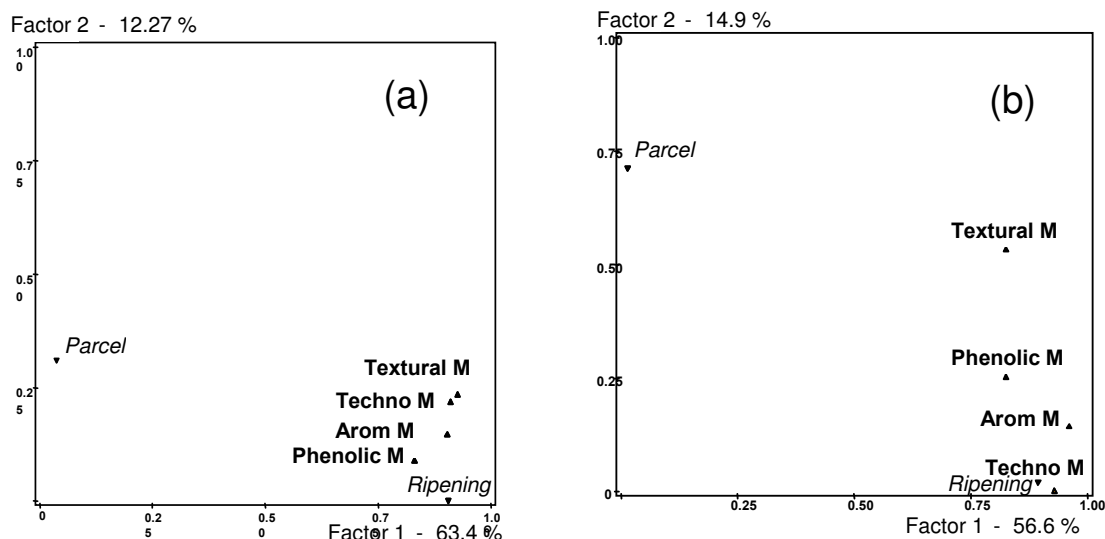 Factor 2 - 12.27 %
1.0
0
(a)
0.7
5
0.5
0
Parcel
Textural M
0.2
5
Techno M
Arom M
Phenolic M
Ripening
0
0.2
5
0.5
0
0.7
1.0
0
Factor 1 - 63.4 %
Factor 2 - 14.9 %
1.00
(b)
0.75
Parcel
Textural M
0.50
Phenolic M
0.25
Arom M
Techno M
Ripening
0
0.25
0.50
0.75
1.00
Factor 1 - 56.6 %